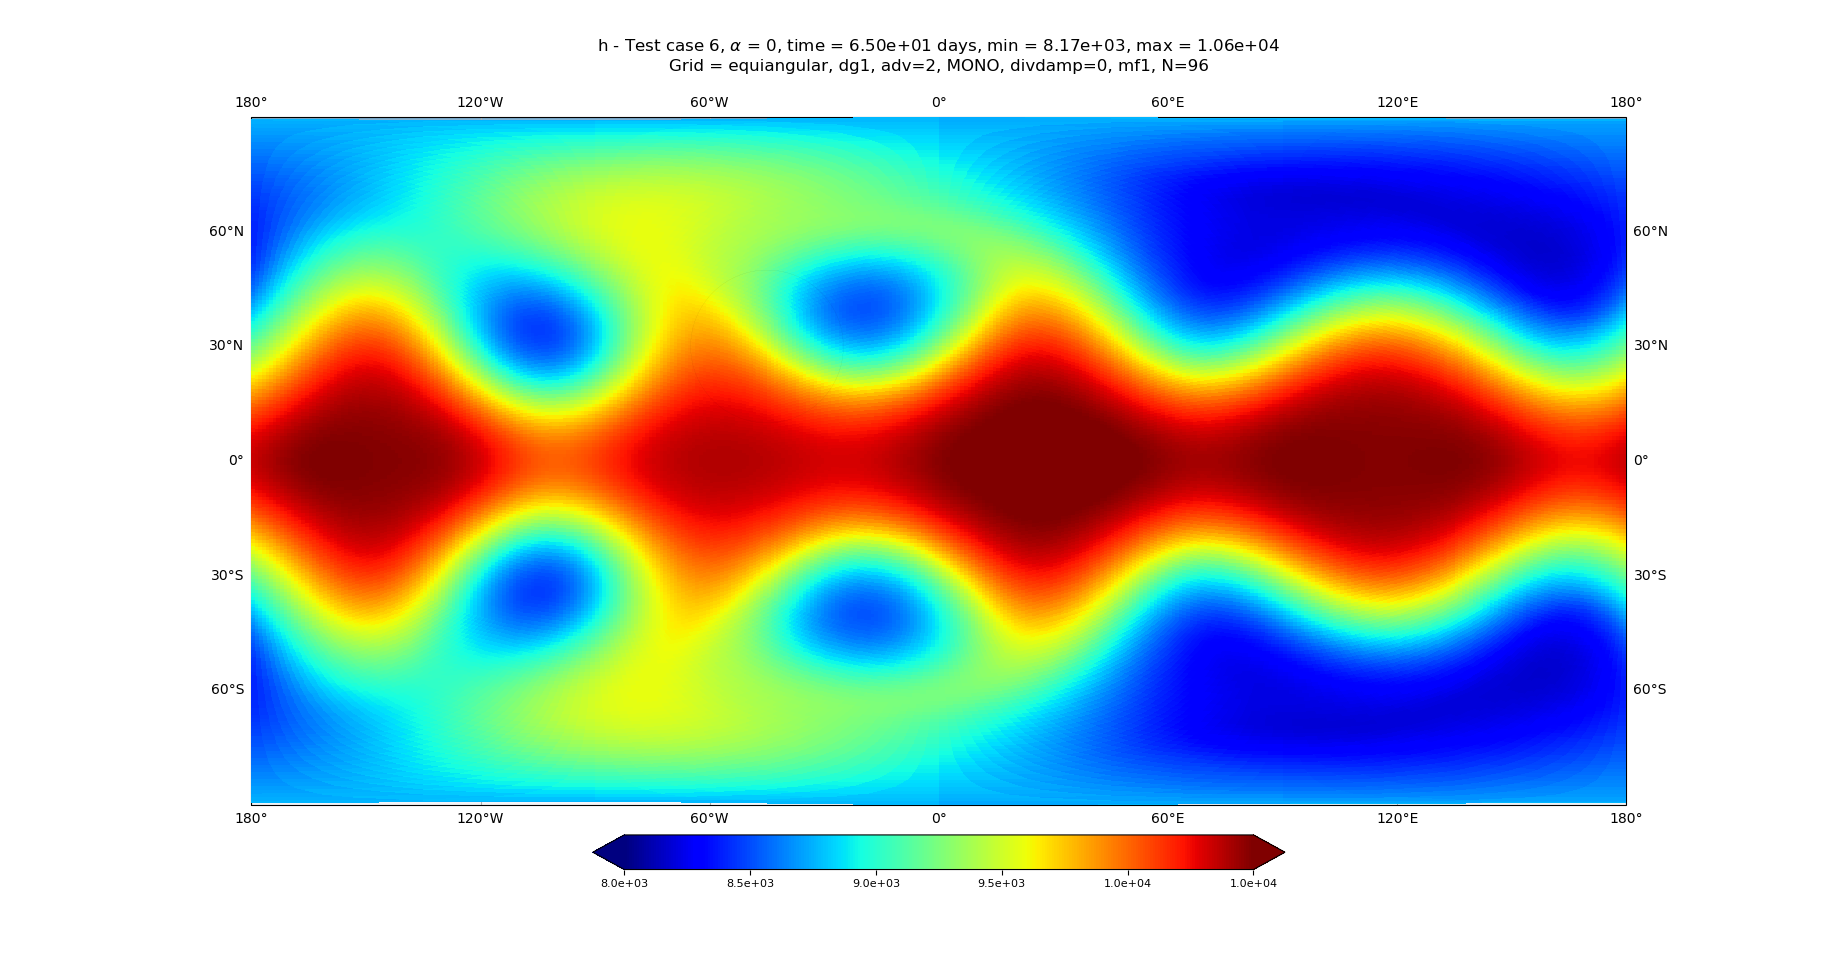 h - Test case 6, α = 0, time = 6.50e+01 days, min = 8.17e+03, max = 1.06e+04
Grid = equiangular, dg1, adv=2, MONO, divdamp=0, mf1, N=96
180° 120°W 60°W 0° 60°E 120°E 180°
60°N 60°N
30°N 30°N
0° 0°
30°S 30°S
60°S 60°S
180° 120°W 60°W 0° 60°E 120°E 180°
8.0e+03 8.5e+03 9.0e+03 9.5e+03 1.0e+04 1.0e+04